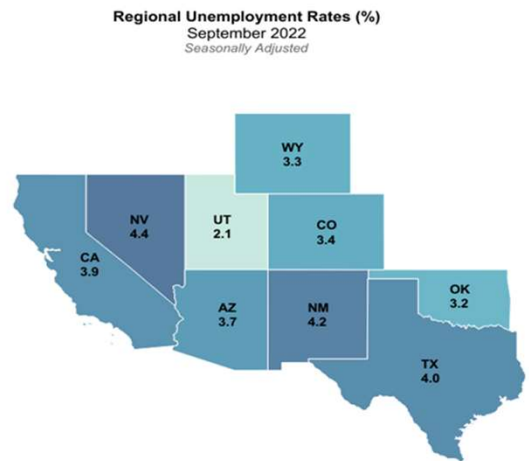 Regional Unemployment Rates (%)
September 2022
Seasonally Adjusted
WY
3.3
NV
4.4
UT
2.1
CO
3.4
CA
3.9
AZ
3.7
NM
4.2
OK
3.2
TX
4.0